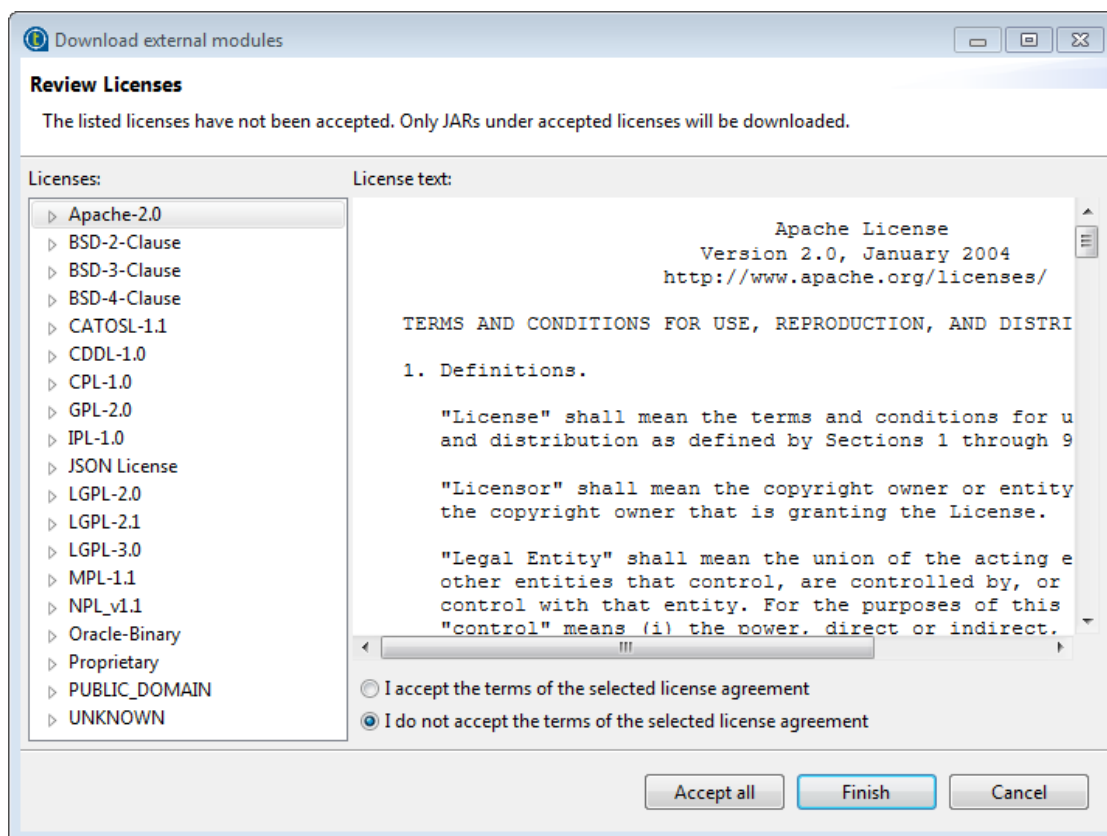 Download external modules
Review Licenses
The listed licenses have not been accepted. Only JARs under accepted licenses will be downloaded.
Licenses:
Apache-2.0
BSD-2-Clause
BSD-3-Clause
BSD-4-Clause
CATOSL-1.1
CDDL-1.0
CPL-1.0
GPL-2.0
IPL-1.0
JSON License
LGPL-2.0
LGPL-2.1
LGPL-3.0
MPL-1.1
NPL_v1.1
Oracle-Binary
Proprietary
PUBLIC_DOMAIN
UNKNOWN
License text:
Apache License
Version 2.0, January 2004
http://www.apache.org/licenses/
TERMS AND CONDITIONS FOR USE, REPRODUCTION, AND DISTRI
1. Definitions.
"License" shall mean the terms and conditions for u
and distribution as defined by Sections 1 through 9
"Licensor" shall mean the copyright owner or entity
the copyright owner that is granting the License.
"Legal Entity" shall mean the union of the acting e
other entities that control, are controlled by, or
control with that entity. For the purposes of this
"control" means (i) the power, direct or indirect,
I accept the terms of the selected license agreement
I do not accept the terms of the selected license agreement
Accept all
Finish
Cancel